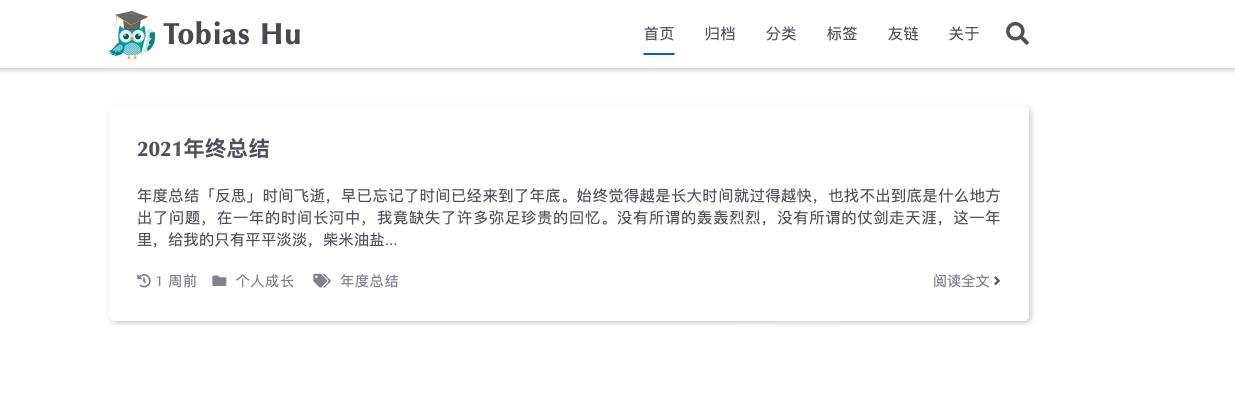 Tobias Hu
首页 归档 分类 标签 友链 关于
2021年终总结
年度总结「反思」时间飞逝，早已忘记了时间已经来到了年底。始终觉得越是长大时间就过得越快，也找不出到底是什么地方
出了问题，在一年的时间长河中，我竟缺失了许多弥足珍贵的回忆。没有所谓的轰轰烈烈，没有所谓的仗剑走天涯，这一年
里，给我的只有平平淡淡，柴米油盐...
1 周前 个人成长 年度总结 阅读全文